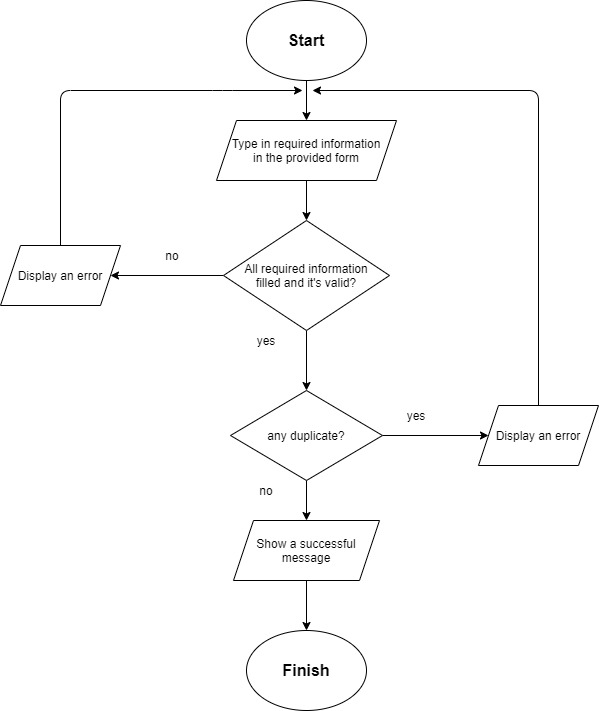 Start
Type in required information
in the provided form
no
Display an error
All required information
filled and it's valid?
yes
any duplicate?
yes
Display an error
no
Show a successful
message
Finish